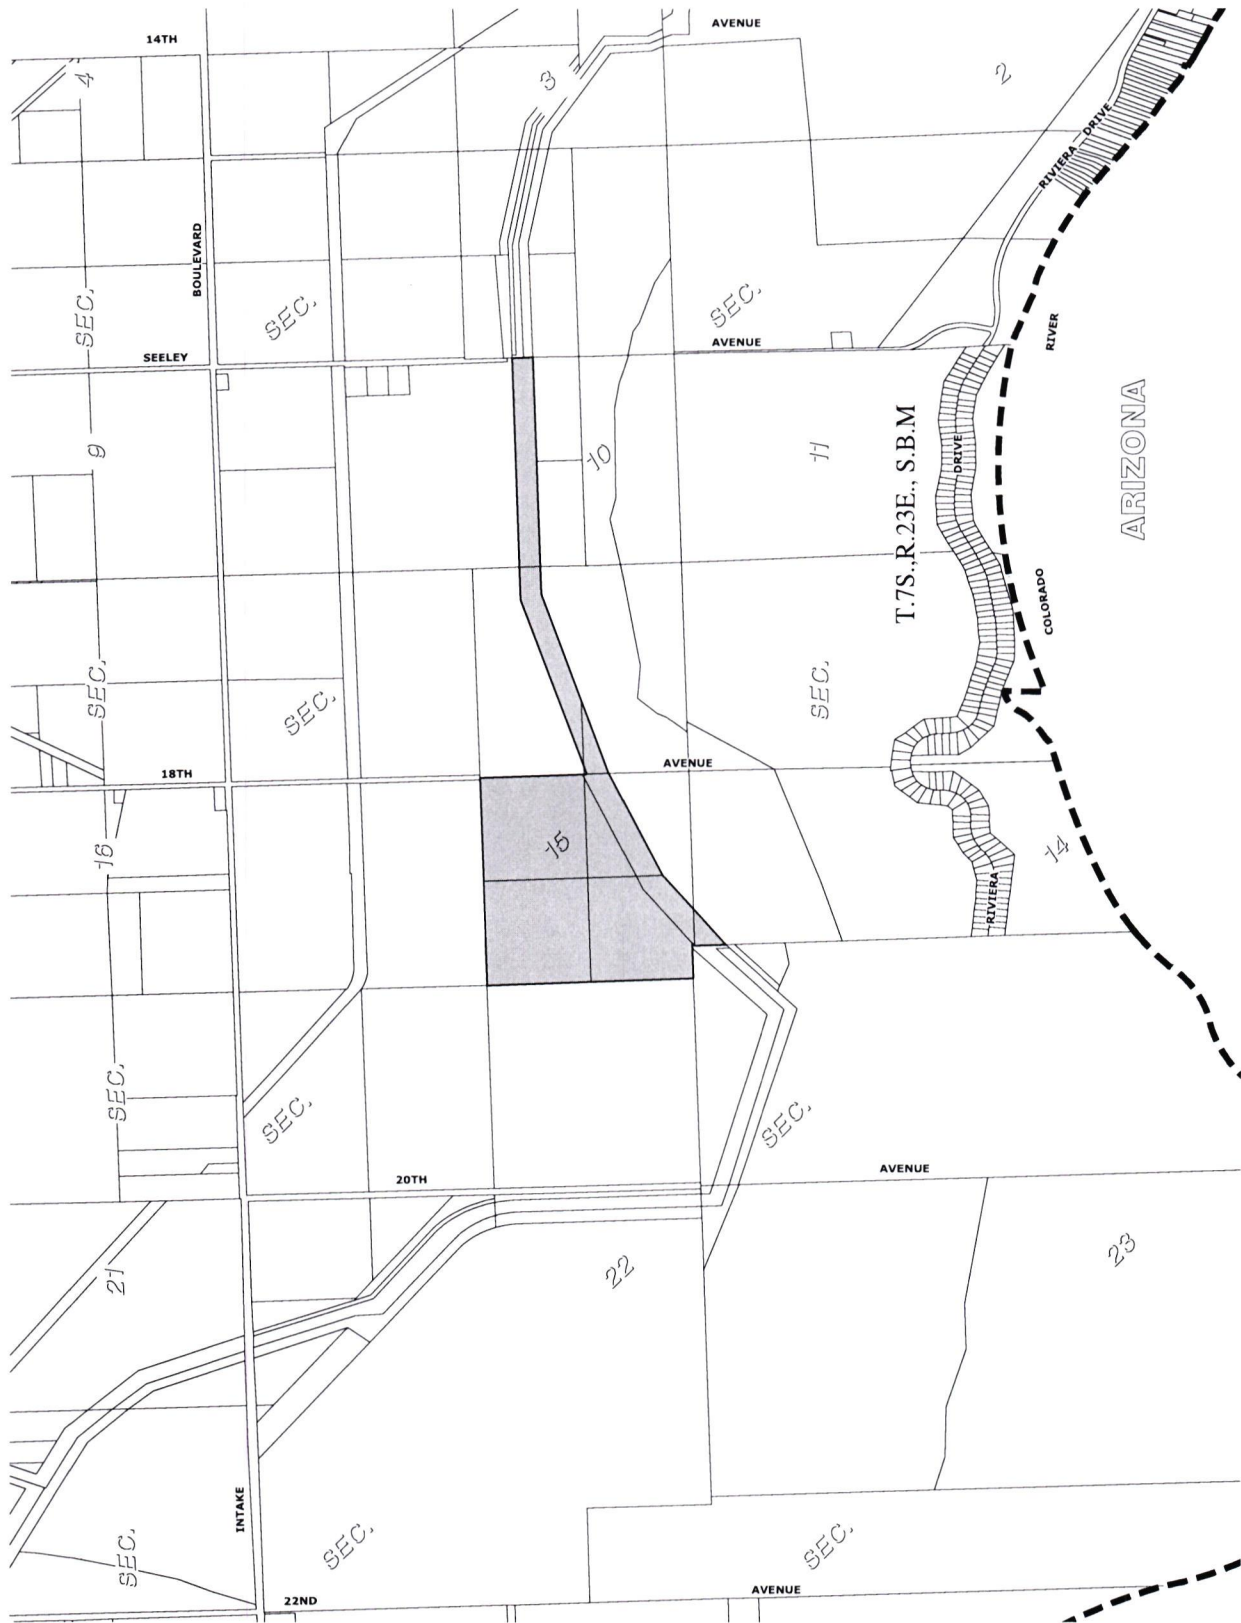 14TH
AVENUE
4
3
2
RIVIERA DRIVE
BOULEVARD
SEC.
SEC.
SEC.
SEELEY
AVENUE
RIVER
9
10
11
DRIVE
T.7S.,R.23E., S.B.M
ARIZONA
COLORADO
SEC.
SEC.
SEC.
18TH
AVENUE
16
15
14
RIVIERA
SEC.
SEC.
SEC.
20TH
AVENUE
21
22
23
INTAKE
SEC.
SEC.
SEC.
22ND
AVENUE